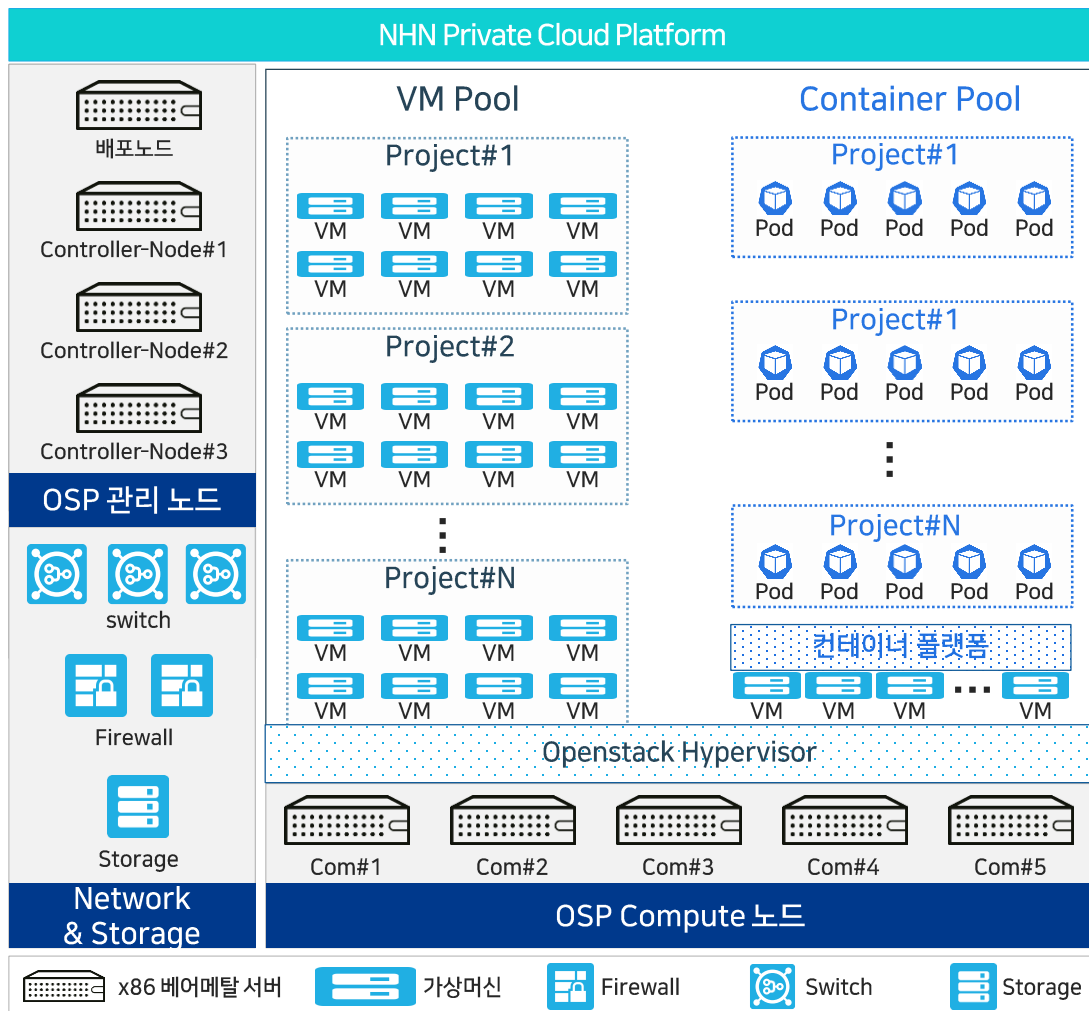 NHN Private Cloud Platform
배포노드
Controller-Node#1
Controller-Node#2
Controller-Node#3
OSP 관리 노드
switch
Firewall
Storage
Network
& Storage
VM Pool
Project#1
VM VM VM VM
VM VM VM VM
Project#2
VM VM VM VM
VM VM VM VM
Project#N
VM VM VM VM
VM VM VM VM
Container Pool
Project#1
Pod Pod Pod Pod Pod
Project#1
Pod Pod Pod Pod Pod
Project#N
Pod Pod Pod Pod Pod
컨테이너 플랫폼
VM VM VM VM
Openstack Hypervisor
Com#1 Com#2 Com#3 Com#4 Com#5
OSP Compute 노드
x86 베어메탈 서버 가상머신 Firewall Switch Storage